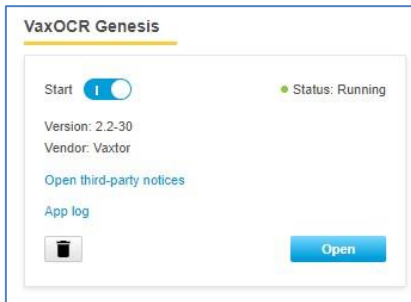 VaxOCR Genesis
Start
Status: Running
Version: 2.2-30
Vendor: Vaxtor
Open third-party notices
App log
Open